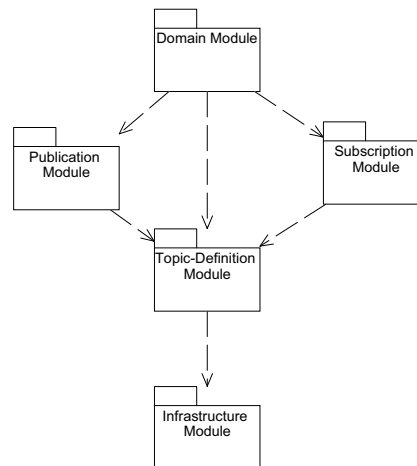 Domain Module
Publication
Module
Subscription
Module
Topic-Definition
Module
Infrastructure
Module